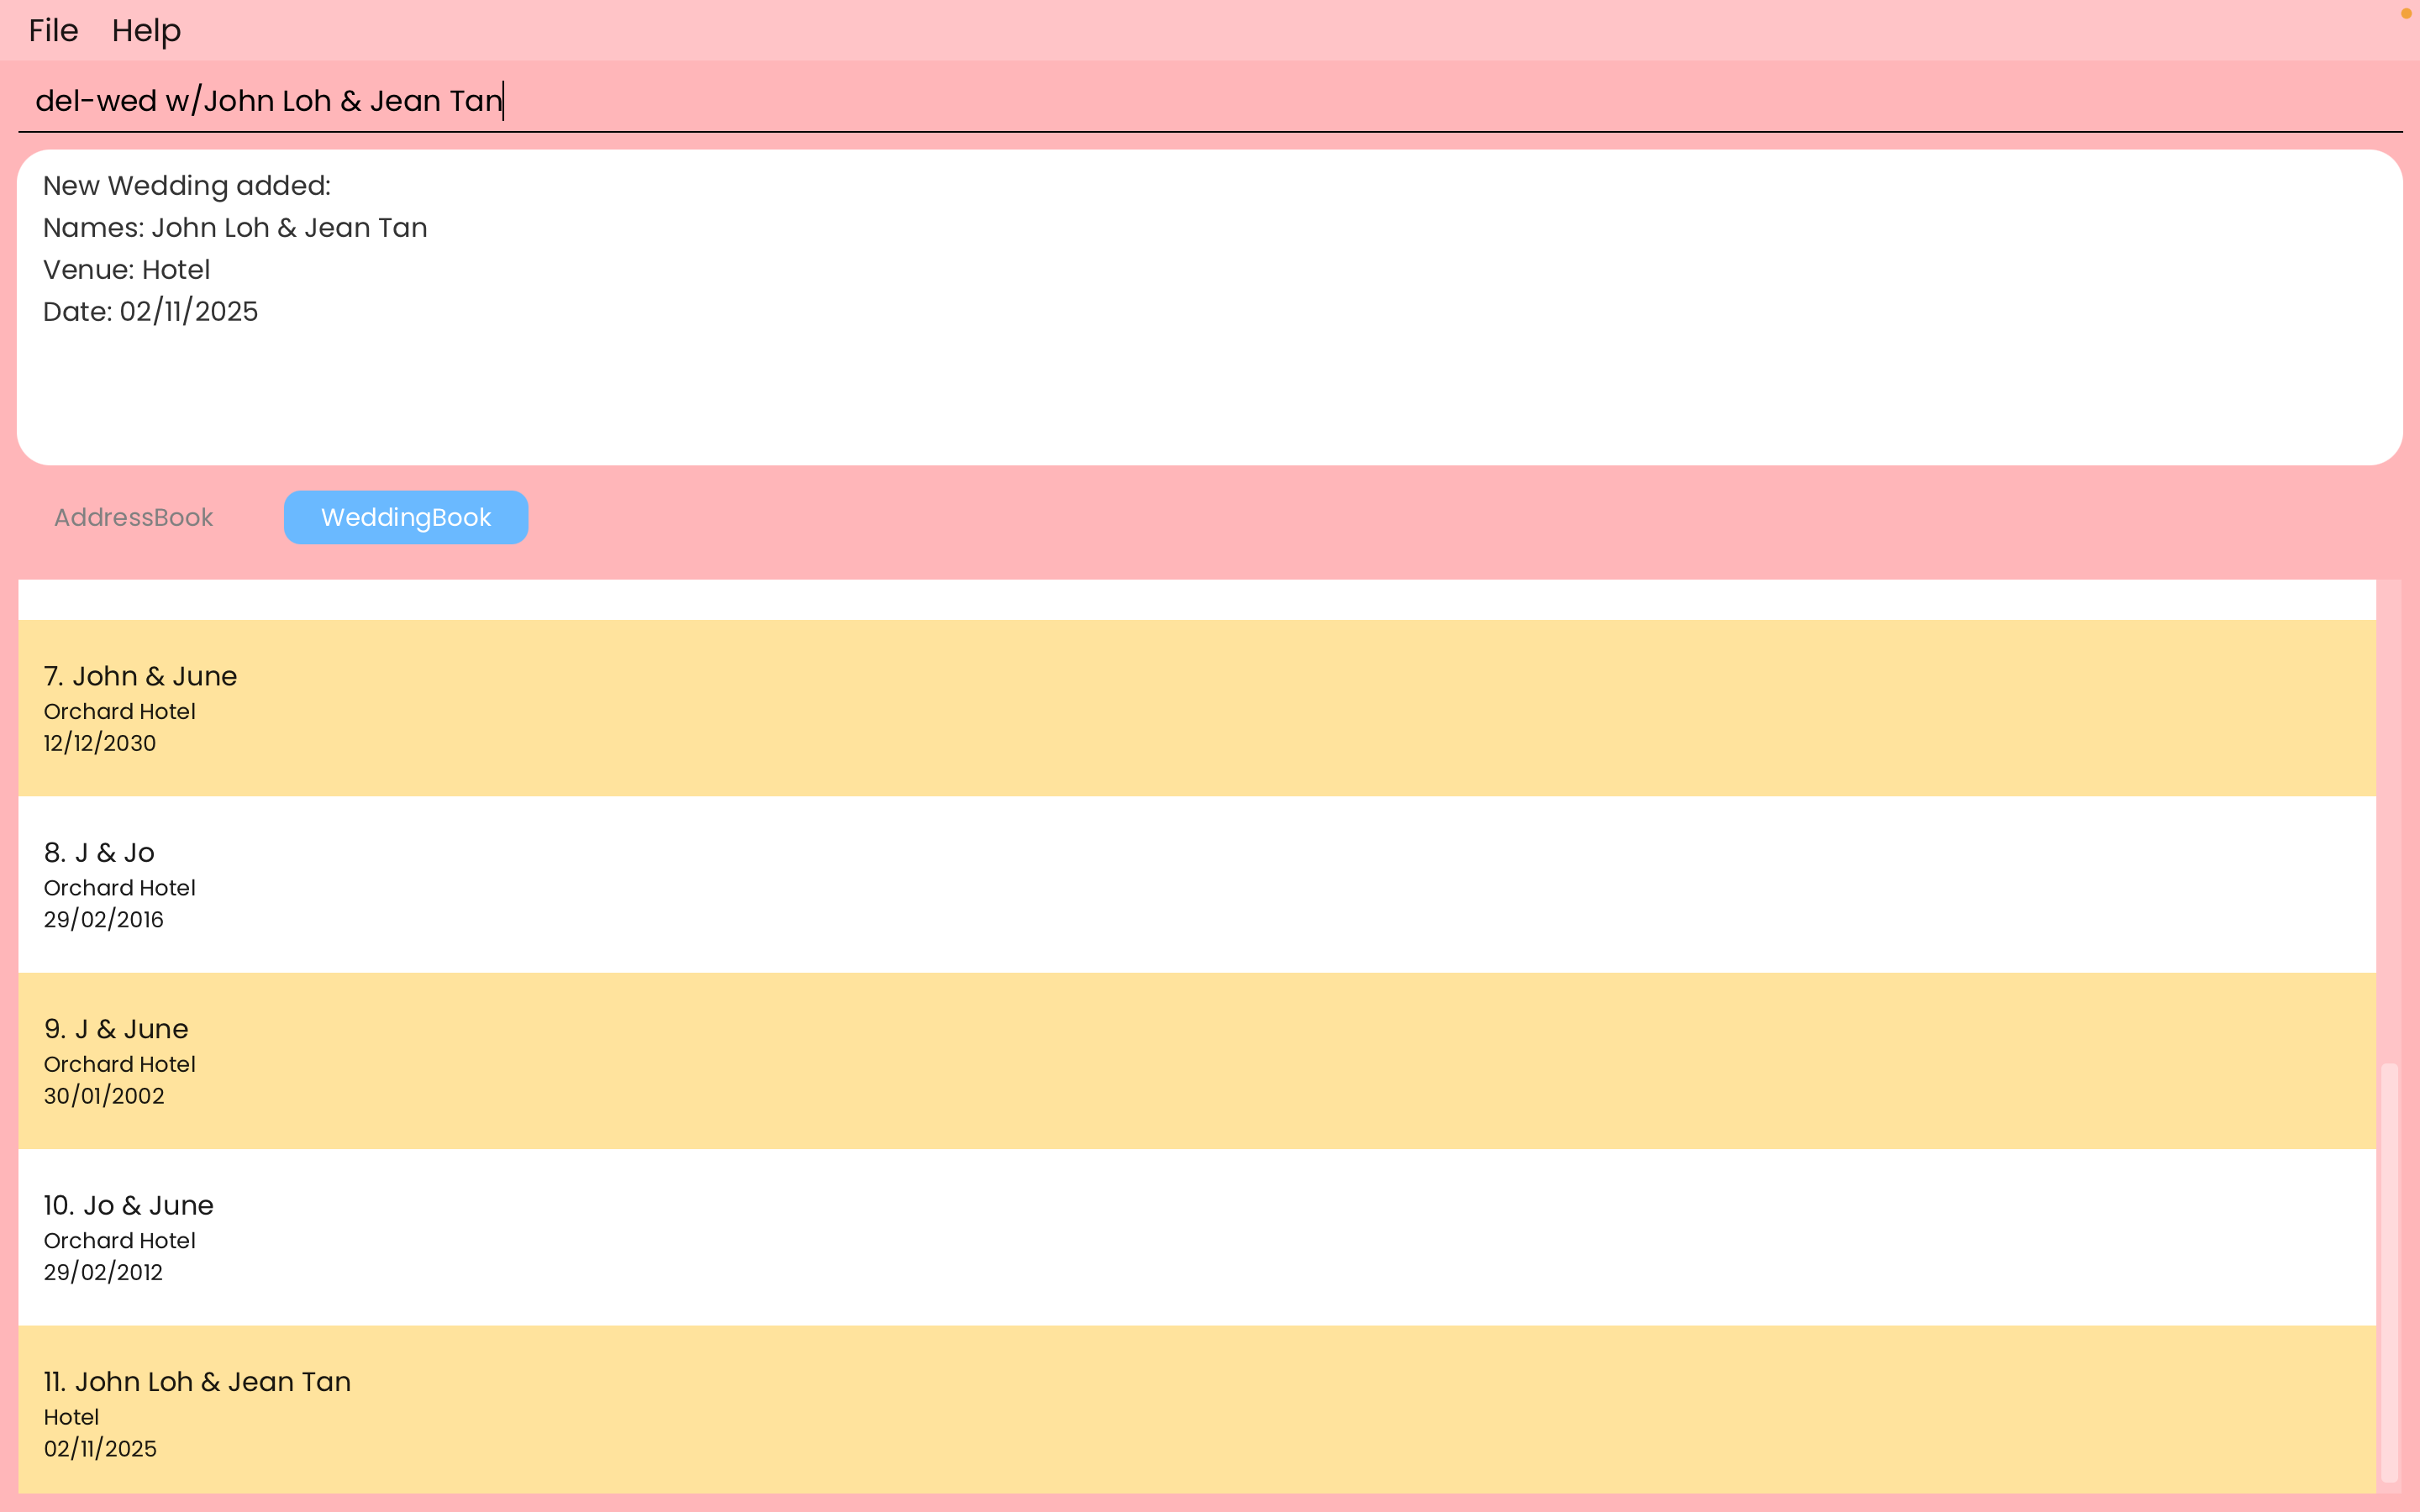 File Help
del-wed w/John Loh & Jean Tan
New Wedding added:
Names: John Loh & Jean Tan
Venue: Hotel
Date: 02/11/2025
AddressBook WeddingBook
7. John & June
Orchard Hotel
12/12/2030
8. J & Jo
Orchard Hotel
29/02/2016
9. J & June
Orchard Hotel
30/01/2002
10. Jo & June
Orchard Hotel
29/02/2012
11. John Loh & Jean Tan
Hotel
02/11/2025